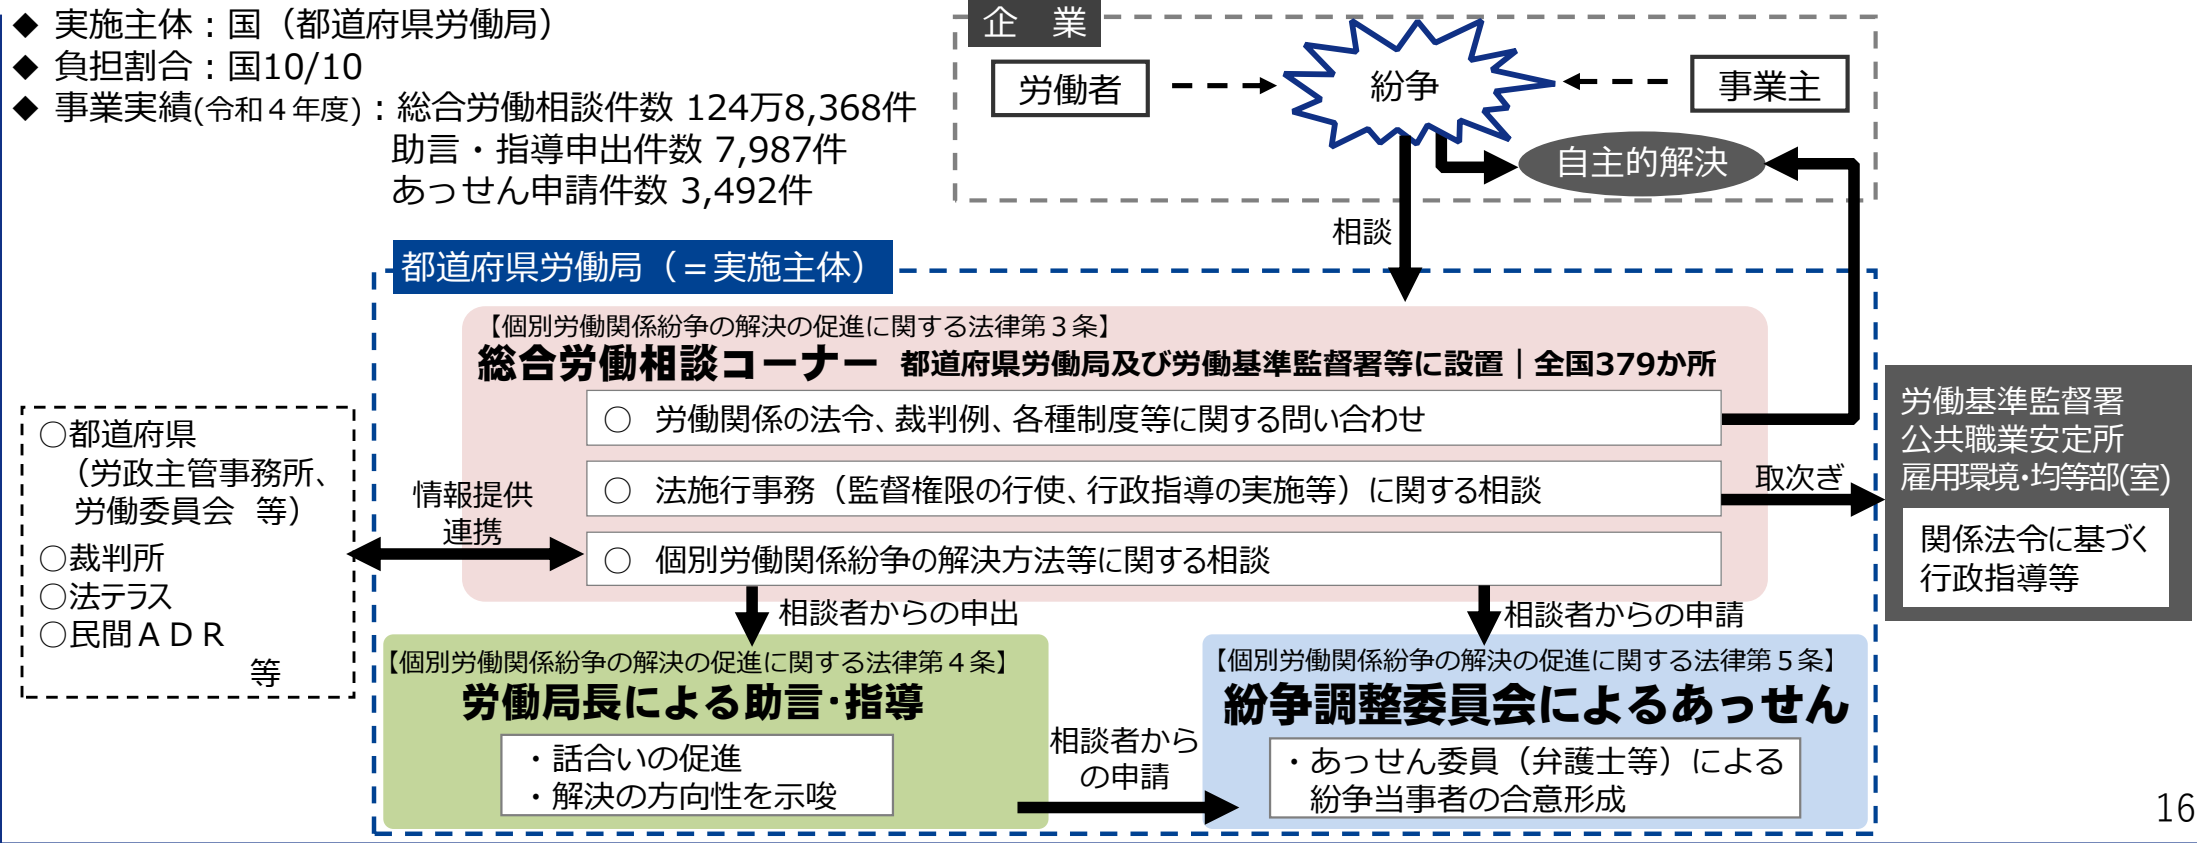 ◆ 実施主体：国（都道府県労働局）
◆ 負担割合：国10/10
◆ 事業実績(令和４年度)：総合労働相談件数 124万8,368件
助言・指導申出件数 7,987件
あっせん申請件数 3,492件
企　業
労働者
紛争
事業主
自主的解決
相談
都道府県労働局（＝実施主体）
【個別労働関係紛争の解決の促進に関する法律第３条】
総合労働相談コーナー 都道府県労働局及び労働基準監督署等に設置｜全国379か所
○ 労働関係の法令、裁判例、各種制度等に関する問い合わせ
○ 法施行事務（監督権限の行使、行政指導の実施等）に関する相談
○ 個別労働関係紛争の解決方法等に関する相談
○都道府県
（労政主管事務所、
労働委員会 等）
○裁判所
○法テラス
○民間ＡＤＲ
等
情報提供
連携
取次ぎ
労働基準監督署
公共職業安定所
雇用環境・均等部(室)
関係法令に基づく
行政指導等
相談者からの申出
相談者からの申請
【個別労働関係紛争の解決の促進に関する法律第４条】
労働局長による助言・指導
・話合いの促進
・解決の方向性を示唆
相談者から
の申請
【個別労働関係紛争の解決の促進に関する法律第５条】
紛争調整委員会によるあっせん
・あっせん委員（弁護士等）による
紛争当事者の合意形成
16